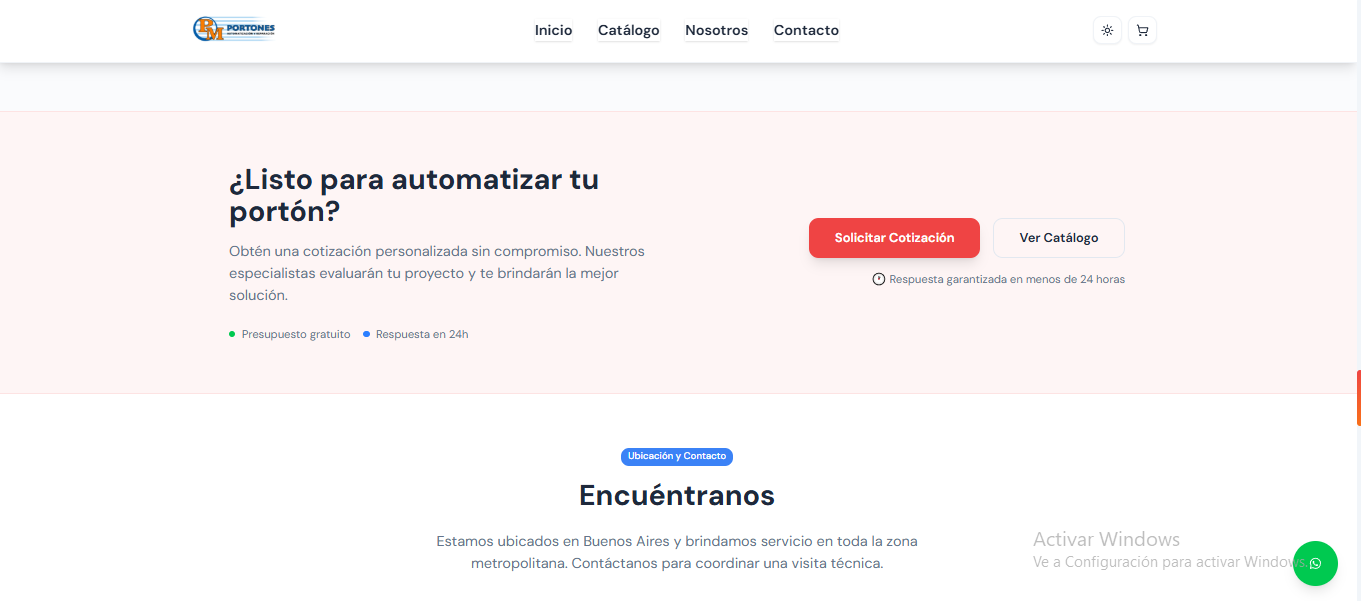 PORTONES
Inicio
Catálogo
Nosotros
Contacto
¿Listo para automatizar tu
portón?
Obtén una cotización personalizada sin compromiso. Nuestros
especialistas evaluarán tu proyecto y te brindarán la mejor
solución.
Presupuesto gratuito
Respuesta en 24h
Solicitar Cotización
Ver Catálogo
Respuesta garantizada en menos de 24 horas
Ubicación y Contacto
Encuéntranos
Estamos ubicados en Buenos Aires y brindamos servicio en toda la zona
metropolitana. Contáctanos para coordinar una visita técnica.
Activar Windows
Ve a Configuración para activar Windows.